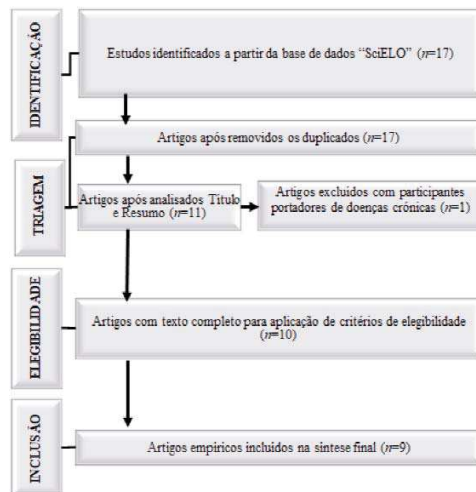 IDENTIFICAÇÃO
Estudos identificados a partir da base de dados “SciELO” (n=17)
TRIAGEM
Artigos após removidos os duplicados (n=17)
Artigos após analisados Título
e Resumo (n=11)
Artigos excluídos com participantes
portadores de doenças crónicas (n=1)
ELEGIBILIDADE
Artigos com texto completo para aplicação de critérios de elegibilidade
(n=10)
INCLUSÃO
Artigos empíricos incluídos na síntese final (n=9)